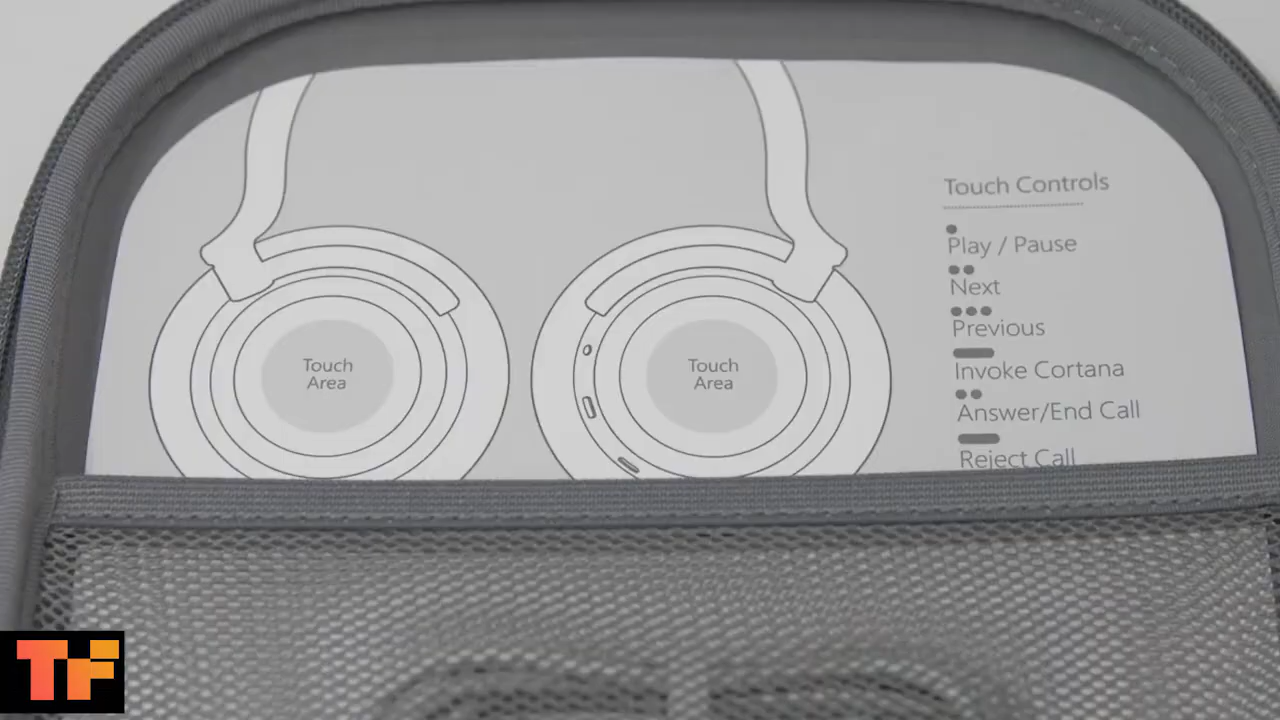 Touch Controls
Play / Pause
Next
Previous
Invoke Cortana
Answer/End Call
Reject Call
Touch
Area
Touch
Area
TF